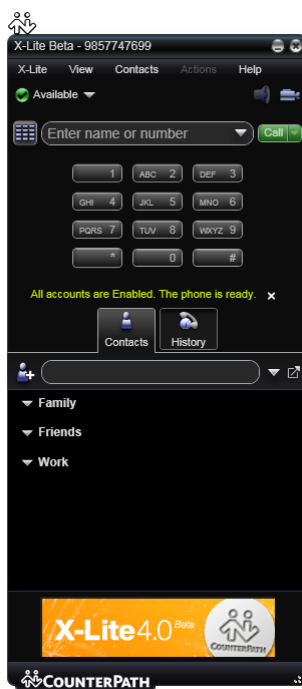 X-Lite Beta - 9857747699
X-Lite View Contacts Actions Help
Available
Enter name or number Call
1 ABC 2 DEF 3
GHI 4 JKL 5 MNO 6
PQRS 7 TUV 8 WXYZ 9
* 0 #
All accounts are Enabled. The phone is ready. x
Contacts History
Family
Friends
Work
X-Lite 4.0 Beta
COUNTERPATH
COUNTERPATH